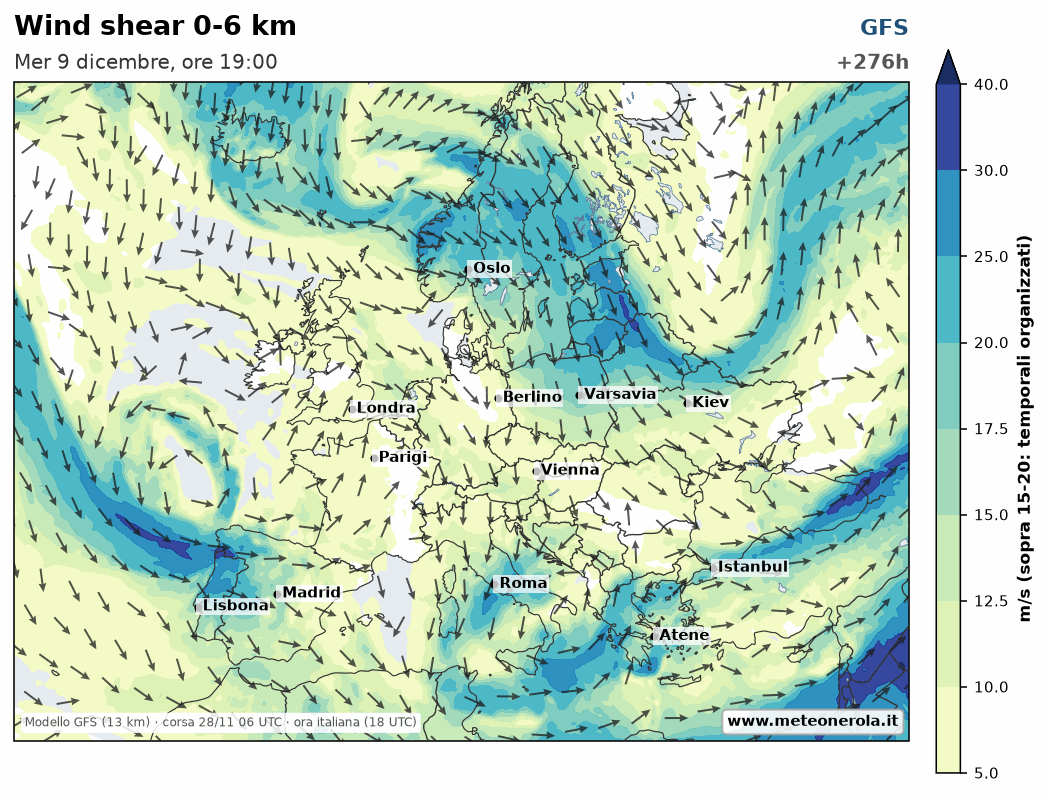 Wind shear 0-6 km
GFS
Mer 9 dicembre, ore 19:00
+276h
40.0
30.0
25.0
20.0
17.5
15.0
12.5
10.0
5.0
m/s (sopra 15-20: temporali organizzati)
Oslo
Berlino
Varsavia
Kiev
Londra
Parigi
Vienna
Istanbul
Roma
Madrid
Lisbona
Atene
Modello GFS (13 km) · corsa 28/11 06 UTC · ora italiana (18 UTC)
www.meteonerola.it